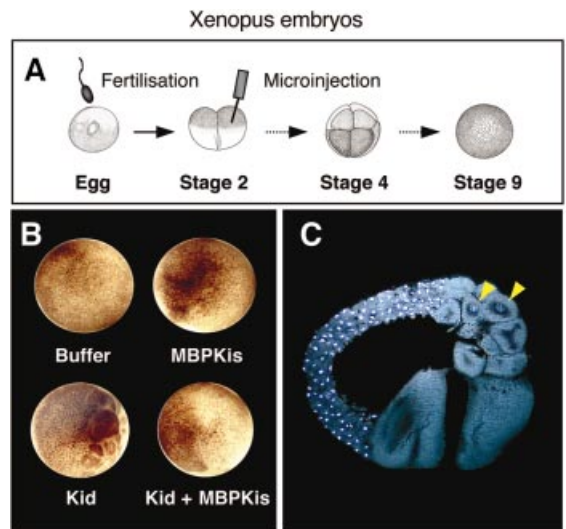 Xenopus embryos
A
Fertilisation Microinjection
Egg Stage 2 Stage 4 Stage 9
B
Buffer MBPKis
Kid Kid + MBPKis
C